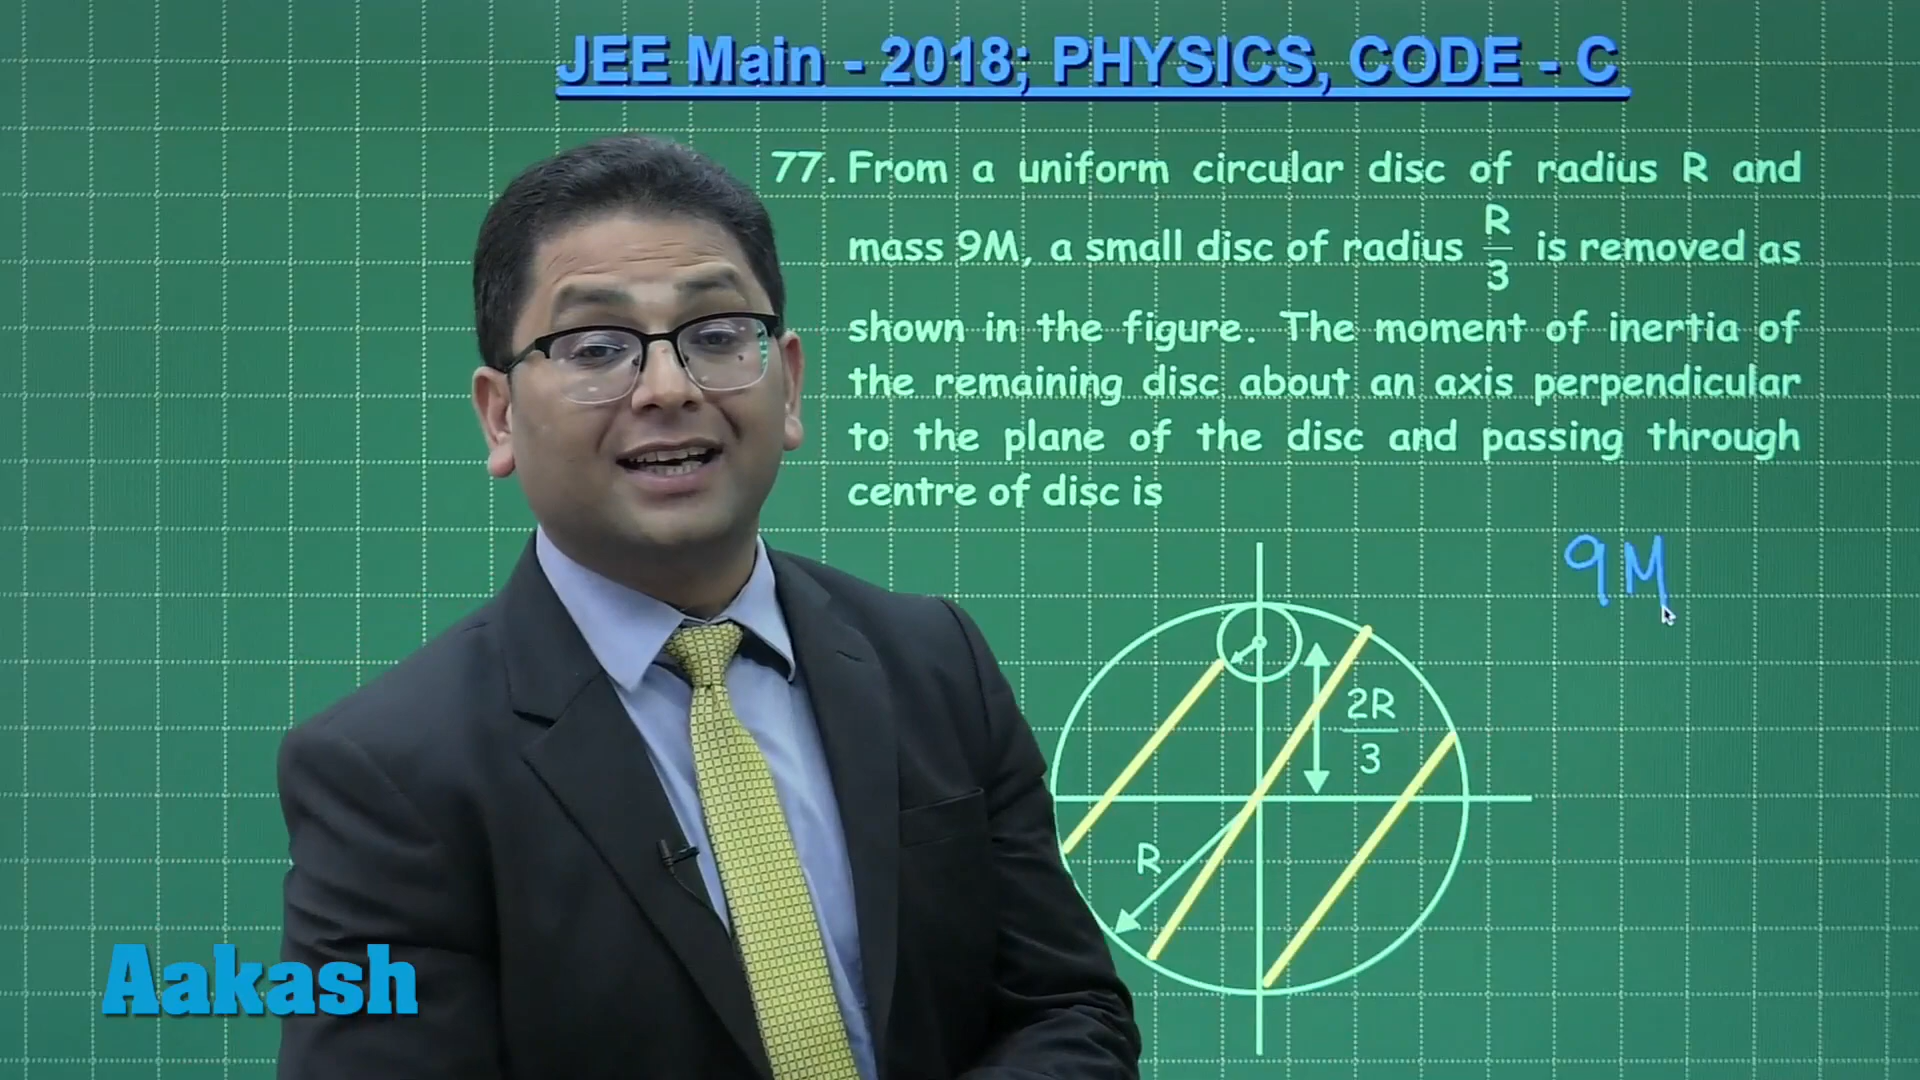 JEE Main - 2018; PHYSICS, CODE - C
77. From a uniform circular disc of radius R and
mass 9M, a small disc of radius R/3 is removed as
shown in the figure. The moment of inertia of
the remaining disc about an axis perpendicular
to the plane of the disc and passing through
centre of disc is
9M
2R
3
R
Aakash